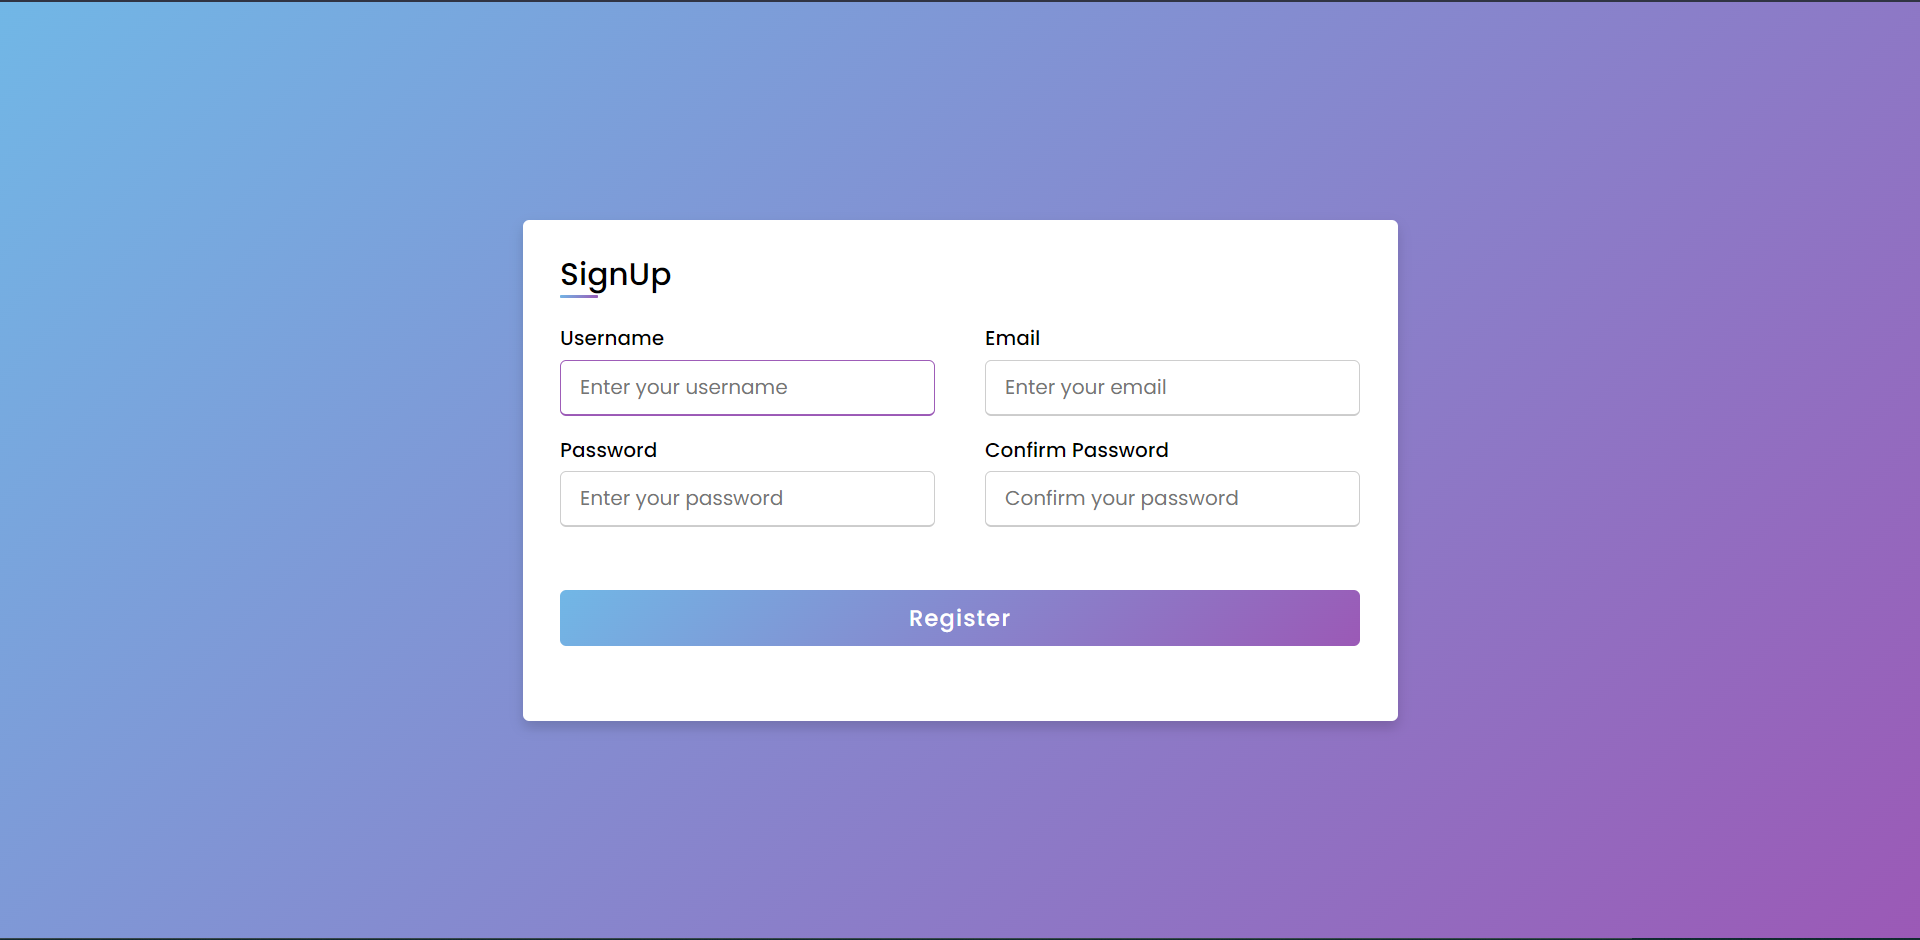 SignUp
Username
Email
Enter your username
Enter your email
Password
Confirm Password
Enter your password
Confirm your password
Register